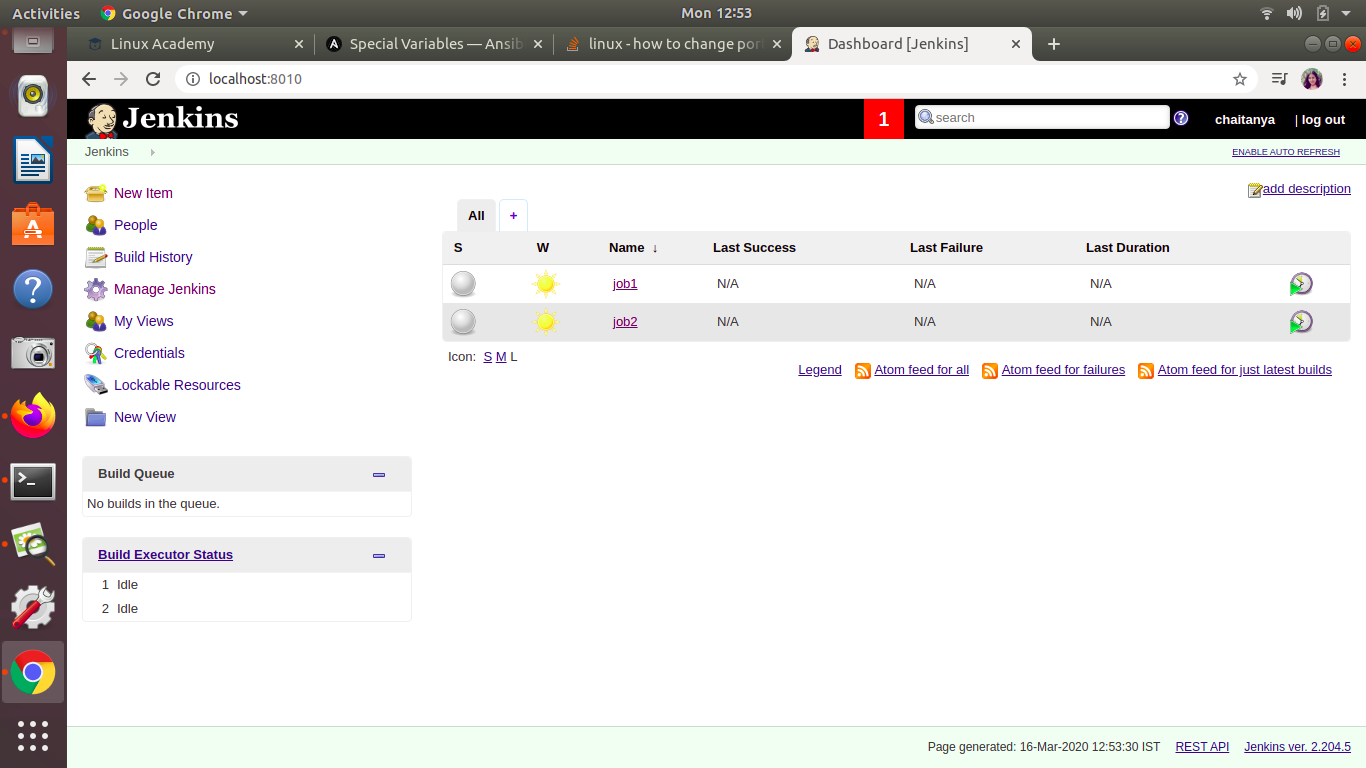 Activities Google Chrome Mon 12:53
Linux Academy Special Variables — Ansib linux - how to change por Dashboard [Jenkins]
localhost:8010
Jenkins 1 search chaitanya | log out
Jenkins ENABLE AUTO REFRESH
add description
New Item
People
Build History
Manage Jenkins
My Views
Credentials
Lockable Resources
New View
Build Queue
No builds in the queue.
Build Executor Status
1 Idle
2 Idle
All +
S W Name ↓ Last Success Last Failure Last Duration
job1 N/A N/A N/A
job2 N/A N/A N/A
Icon: S M L
Legend Atom feed for all Atom feed for failures Atom feed for just latest builds
Page generated: 16-Mar-2020 12:53:30 IST REST API Jenkins ver. 2.204.5